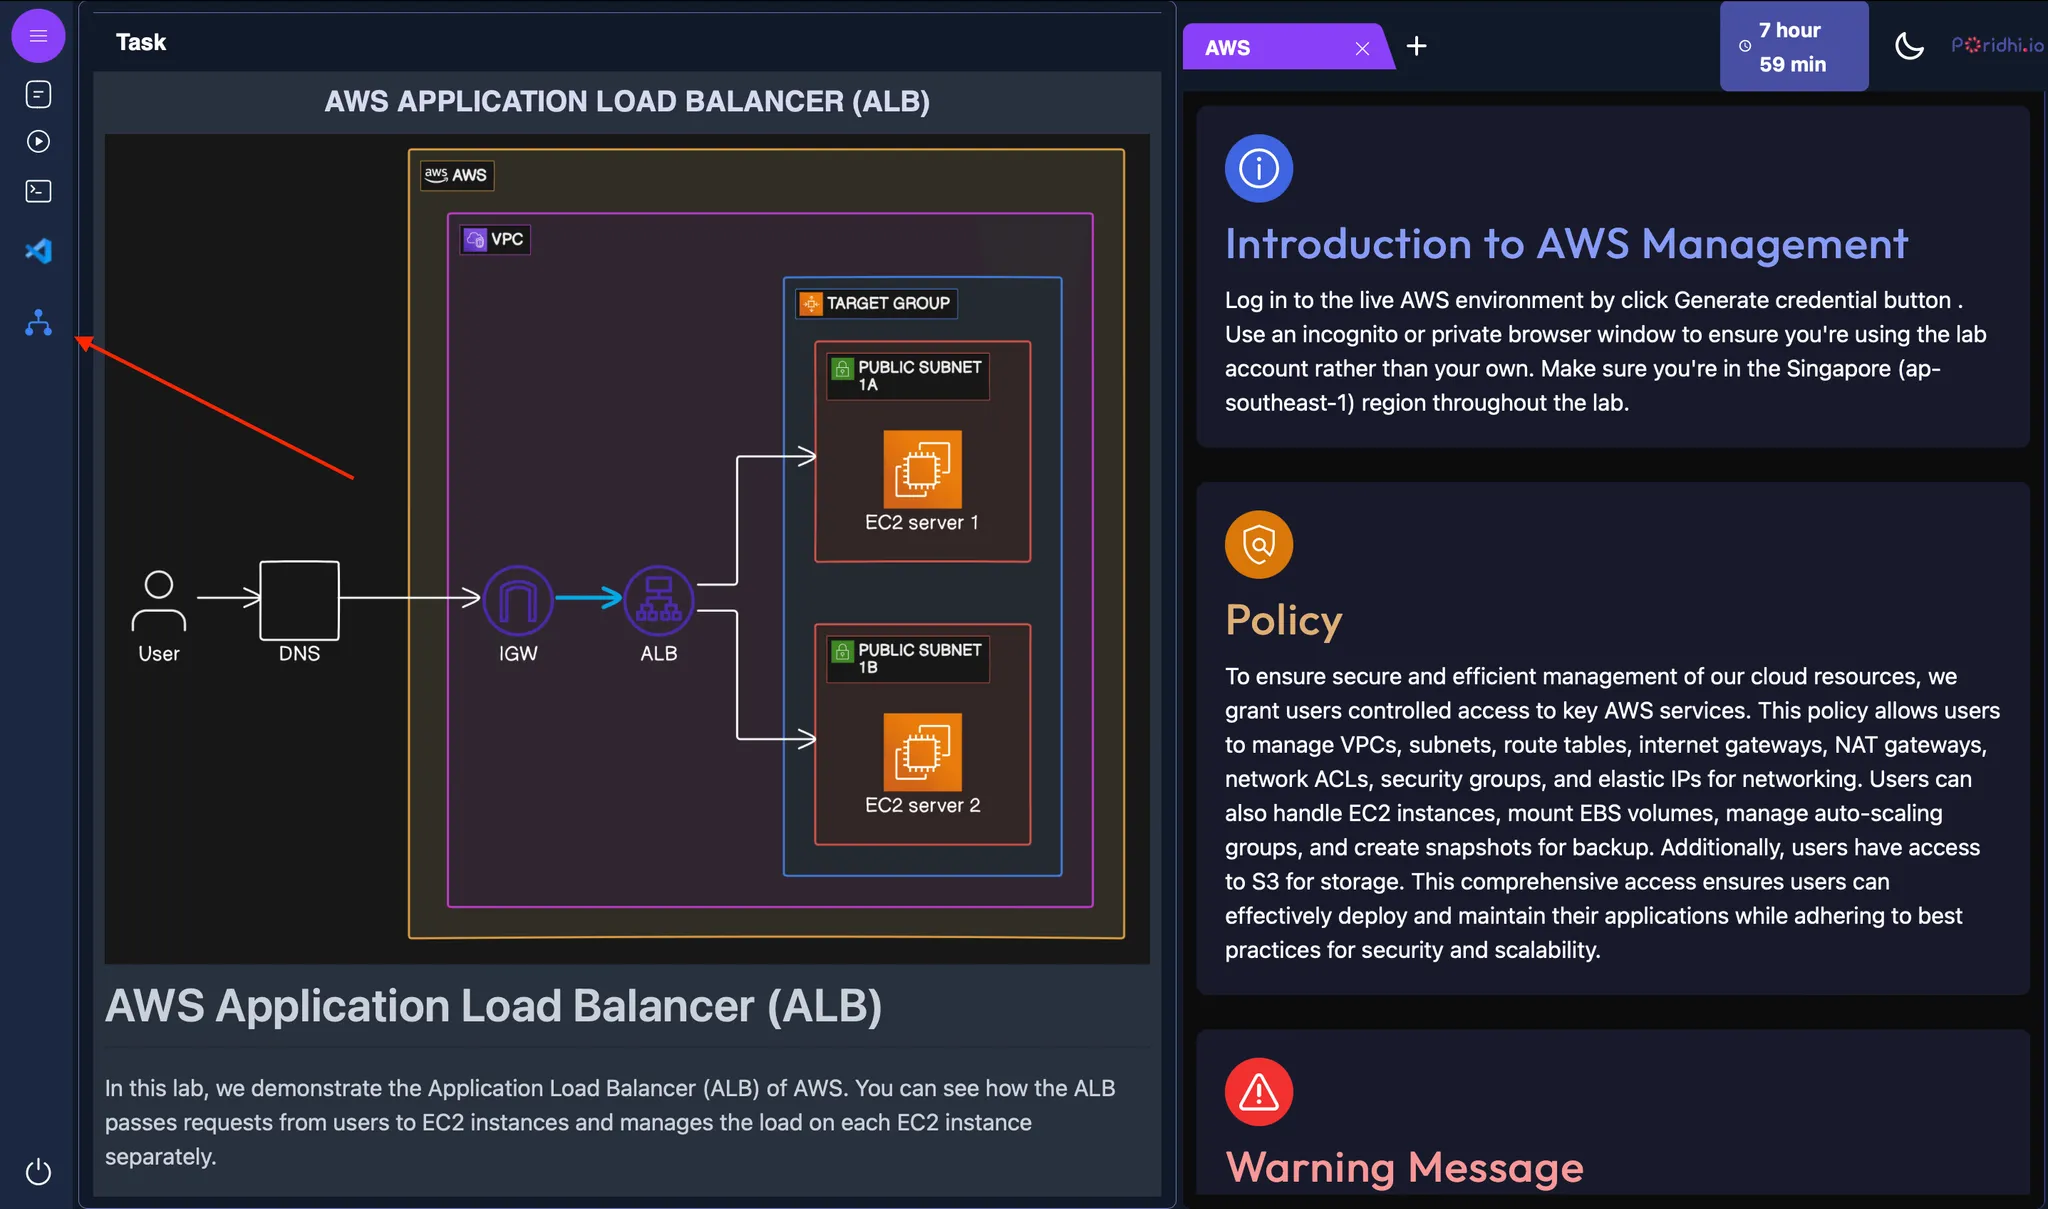 Task
AWS APPLICATION LOAD BALANCER (ALB)
aws AWS
VPC
TARGET GROUP
PUBLIC SUBNET
1A
EC2 server 1
User
DNS
IGW
ALB
PUBLIC SUBNET
1B
EC2 server 2
AWS Application Load Balancer (ALB)
In this lab, we demonstrate the Application Load Balancer (ALB) of AWS. You can see how the ALB
passes requests from users to EC2 instances and manages the load on each EC2 instance
separately.
AWS
7 hour
59 min
Poridhi.io
Introduction to AWS Management
Log in to the live AWS environment by click Generate credential button .
Use an incognito or private browser window to ensure you're using the lab
account rather than your own. Make sure you're in the Singapore (ap-
southeast-1) region throughout the lab.
Policy
To ensure secure and efficient management of our cloud resources, we
grant users controlled access to key AWS services. This policy allows users
to manage VPCs, subnets, route tables, internet gateways, NAT gateways,
network ACLs, security groups, and elastic IPs for networking. Users can
also handle EC2 instances, mount EBS volumes, manage auto-scaling
groups, and create snapshots for backup. Additionally, users have access
to S3 for storage. This comprehensive access ensures users can
effectively deploy and maintain their applications while adhering to best
practices for security and scalability.
Warning Message